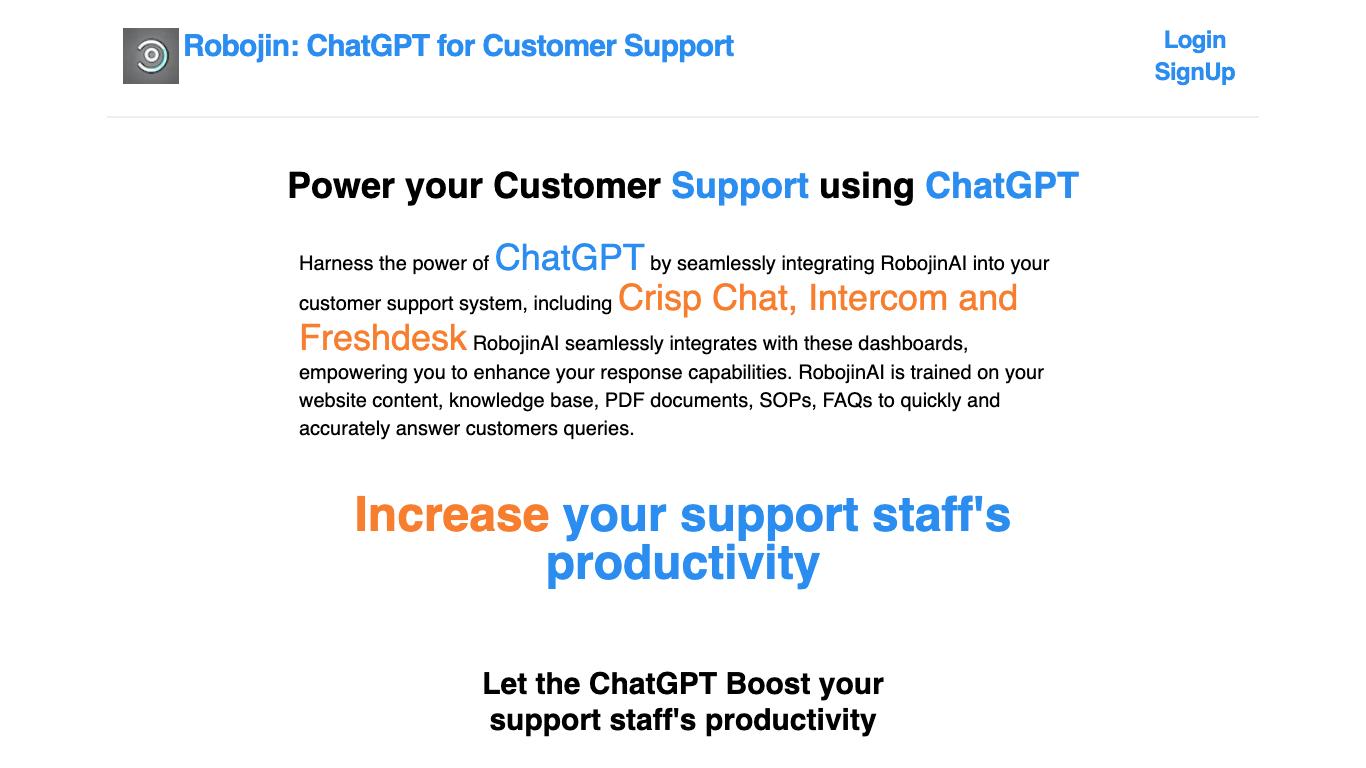 Robojin: ChatGPT for Customer Support
Login
SignUp
Power your Customer Support using ChatGPT
Harness the power of ChatGPT by seamlessly integrating RobojinAI into your
customer support system, including Crisp Chat, Intercom and
Freshdesk RobojinAI seamlessly integrates with these dashboards,
empowering you to enhance your response capabilities. RobojinAI is trained on your
website content, knowledge base, PDF documents, SOPs, FAQs to quickly and
accurately answer customers queries.
Increase your support staff's
productivity
Let the ChatGPT Boost your
support staff's productivity